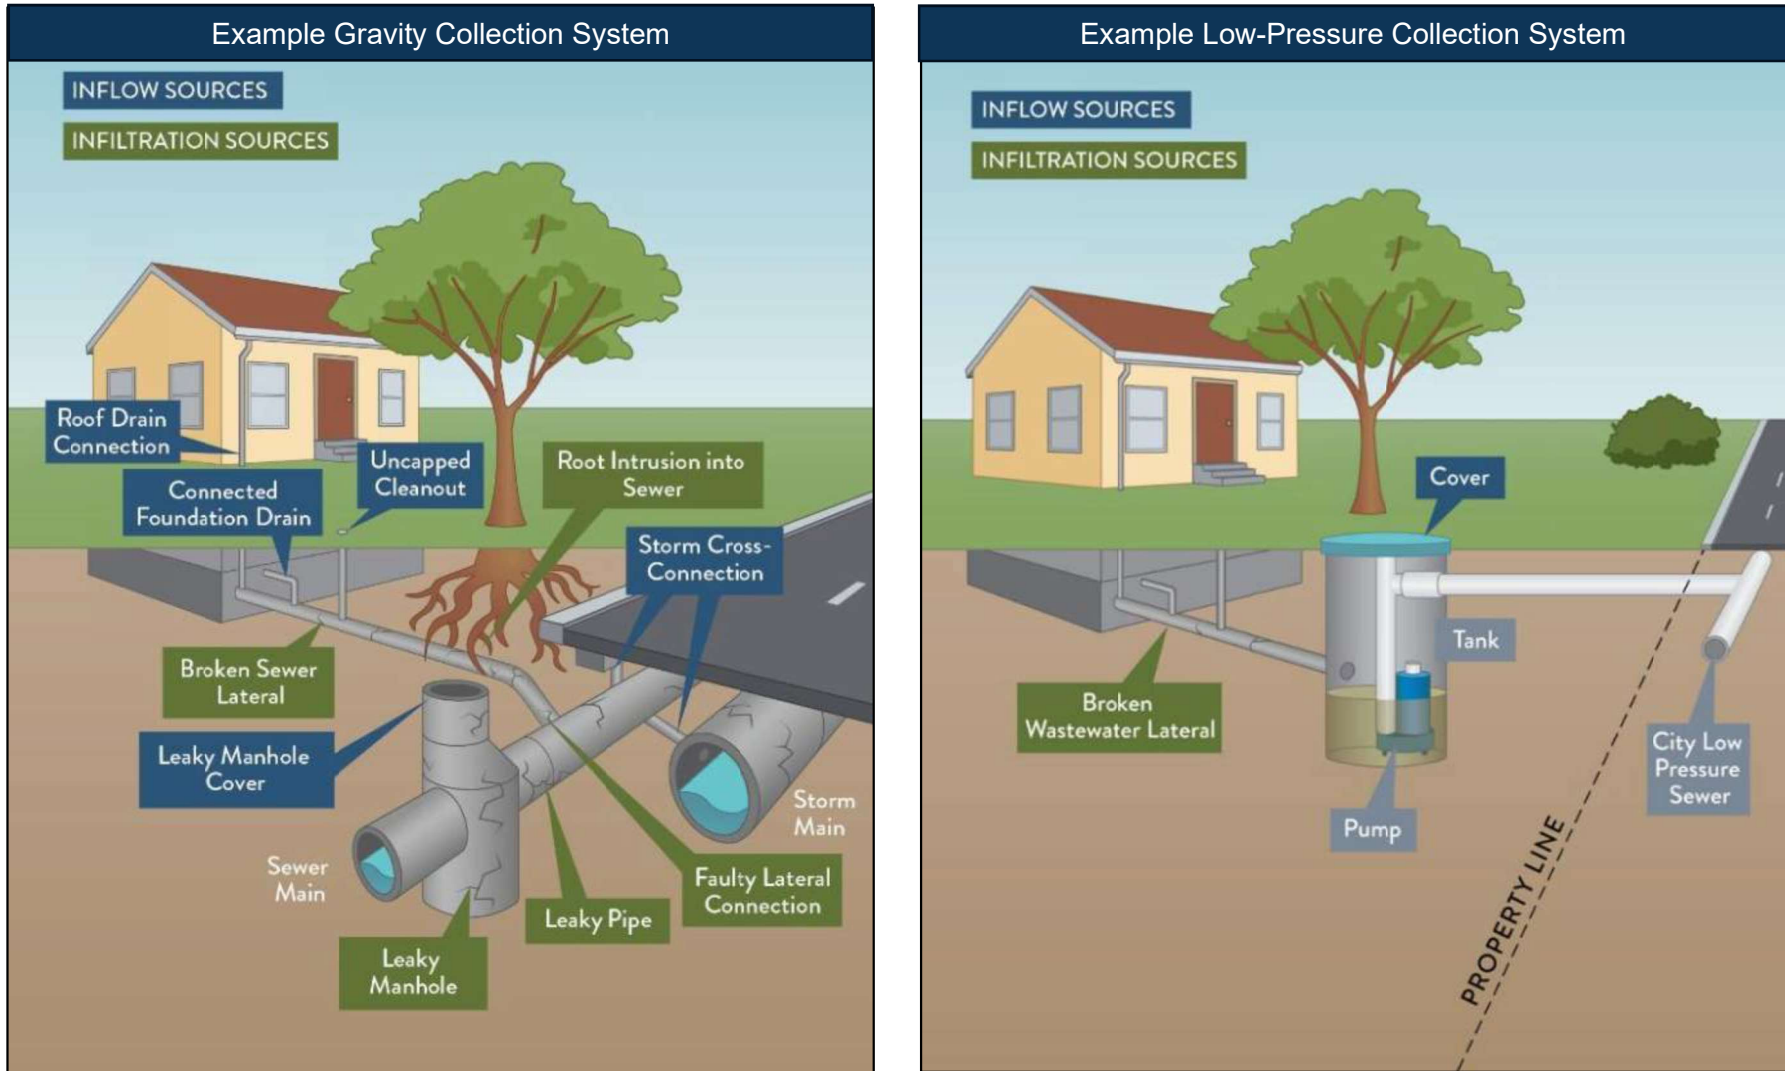 Example Gravity Collection System
INFLOW SOURCES
INFILTRATION SOURCES
Roof Drain
Connection
Connected
Foundation Drain
Uncapped
Cleanout
Root Intrusion into
Sewer
Storm Cross-
Connection
Broken Sewer
Lateral
Leaky Manhole
Cover
Sewer
Main
Storm
Main
Faulty Lateral
Connection
Leaky Pipe
Leaky
Manhole
Example Low-Pressure Collection System
INFLOW SOURCES
INFILTRATION SOURCES
Cover
Tank
Broken
Wastewater Lateral
City Low
Pressure
Sewer
Pump
PROPERTY LINE